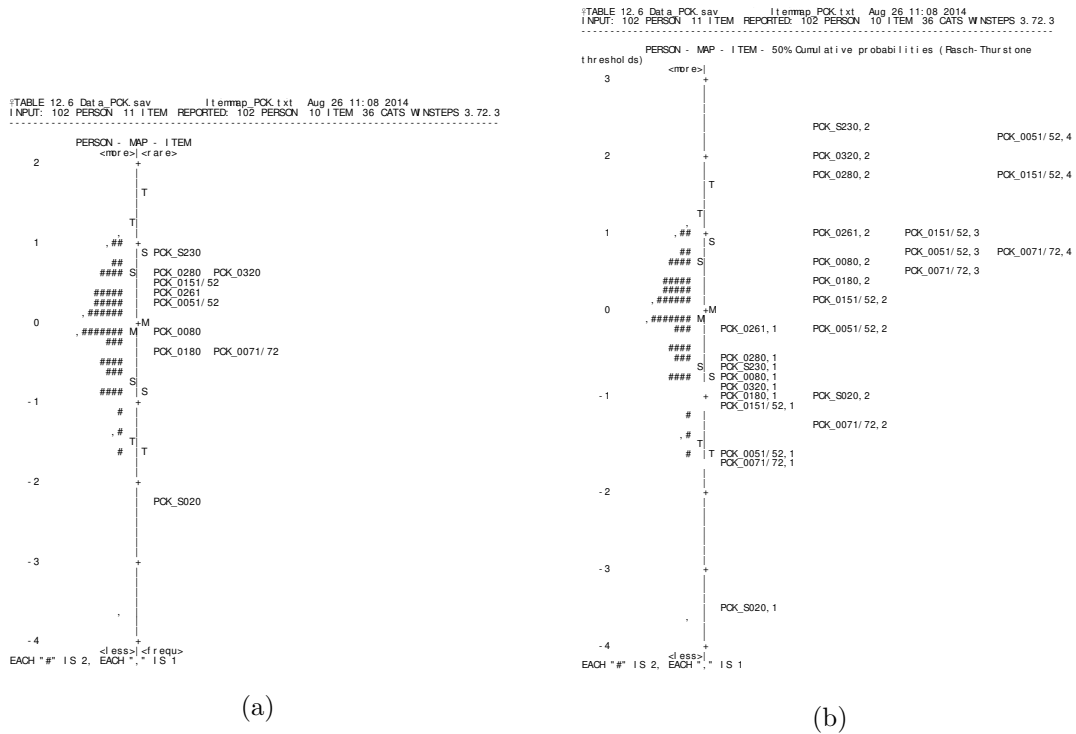 ♀TABLE 12.6 Data_PCK.sav Itemmap_PCK.txt Aug 26 11:08 2014
INPUT: 102 PERSON 11 ITEM REPORTED: 102 PERSON 10 ITEM 36 CATS WINSTEPS 3.72.3
--------------------------------------------------------------------------------
PERSON - MAP - ITEM
<more>|<rare>
2 +
|
|
| T
|
|
T|
. |
. ## +
1
| S PCK_S230
## |
#### S| PCK_0280 PCK_0320
| PCK_0151/52
##### | PCK_0261
##### | PCK_0051/52
. ###### |
0 +M
. ####### M| PCK_0080
### |
| PCK_0180 PCK_0071/72
#### |
### |
S|
#### | S
-1 +
# |
|
. # |
T|
# | T
|
|
-2 +
|
| PCK_S020
|
|
-3 +
|
. |
|
-4 +
<less>|<frequ>
EACH "#" IS 2, EACH "." IS 1
(a)
♀TABLE 12.6 Data_PCK.sav Itemmap_PCK.txt Aug 26 11:08 2014
INPUT: 102 PERSON 11 ITEM REPORTED: 102 PERSON 10 ITEM 36 CATS WINSTEPS 3.72.3
--------------------------------------------------------------------------------
PERSON - MAP - ITEM - 50% Cumulative probabilities (Rasch-Thurstone
thresholds)
<more>|
3 +
|
| PCK_S230, 2
| PCK_0051/52, 4
2 + PCK_0320, 2
|
| PCK_0280, 2 PCK_0151/52, 4
| T
|
T|
. |
1 . ## + PCK_0261, 2 PCK_0151/52, 3
| S
## | PCK_0051/52, 3 PCK_0071/72, 4
#### S| PCK_0080, 2
| PCK_0071/72, 3
##### | PCK_0180, 2
##### |
. ###### | PCK_0151/52, 2
0 +M
. ####### M|
### | PCK_0261, 1 PCK_0051/52, 2
|
#### |
### | PCK_0280, 1
S| PCK_S230, 1
#### | S PCK_0080, 1
| PCK_0320, 1
-1 + PCK_0180, 1 PCK_S020, 2
| PCK_0151/52, 1
# |
| PCK_0071/72, 2
. # |
T|
# | T PCK_0051/52, 1
| PCK_0071/72, 1
|
-2 +
|
|
-3 +
|
| PCK_S020, 1
. |
|
-4 +
<less>|
EACH "#" IS 2, EACH "." IS 1
(b)